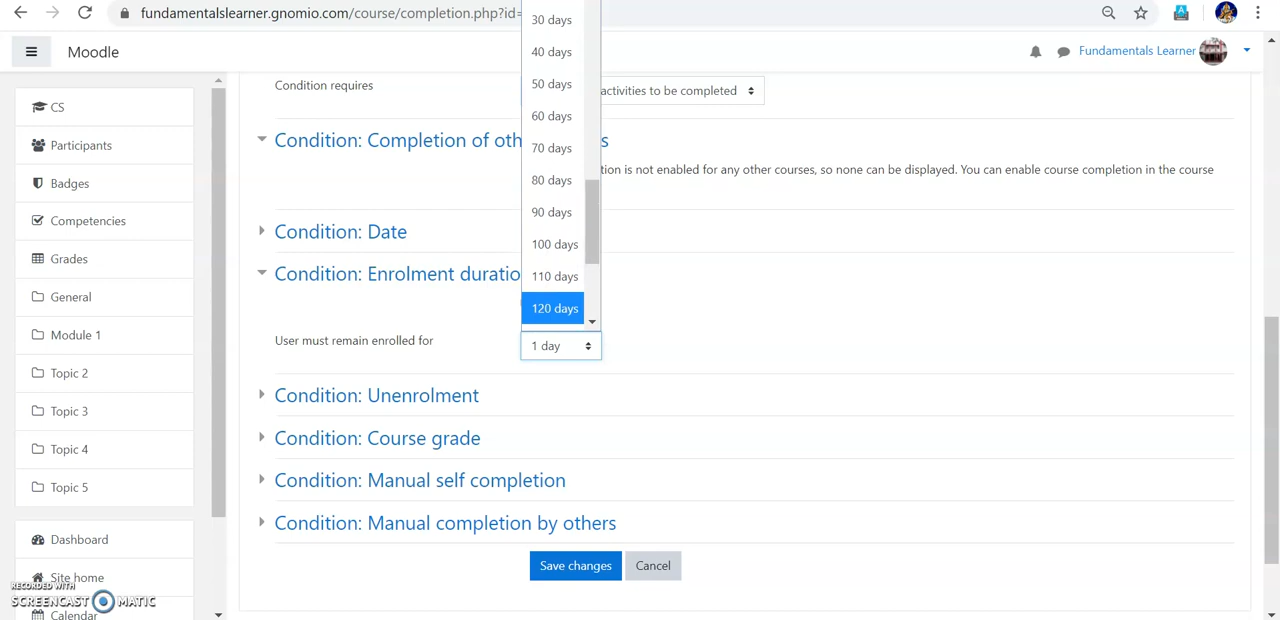 fundamentalslearner.gnomio.com/course/completion.php?id=
Moodle
Fundamentals Learner
CS
Participants
Badges
Competencies
Grades
General
Module 1
Topic 2
Topic 3
Topic 4
Topic 5
Dashboard
Site home
Calendar
RECORDED WITH
SCREENCAST MATIC
Condition requires
activities to be completed
Condition: Completion of oth
s
tion is not enabled for any other courses, so none can be displayed. You can enable course completion in the course
Condition: Date
Condition: Enrolment duratio
30 days
40 days
50 days
60 days
70 days
80 days
90 days
100 days
110 days
120 days
User must remain enrolled for
1 day
Condition: Unenrolment
Condition: Course grade
Condition: Manual self completion
Condition: Manual completion by others
Save changes
Cancel